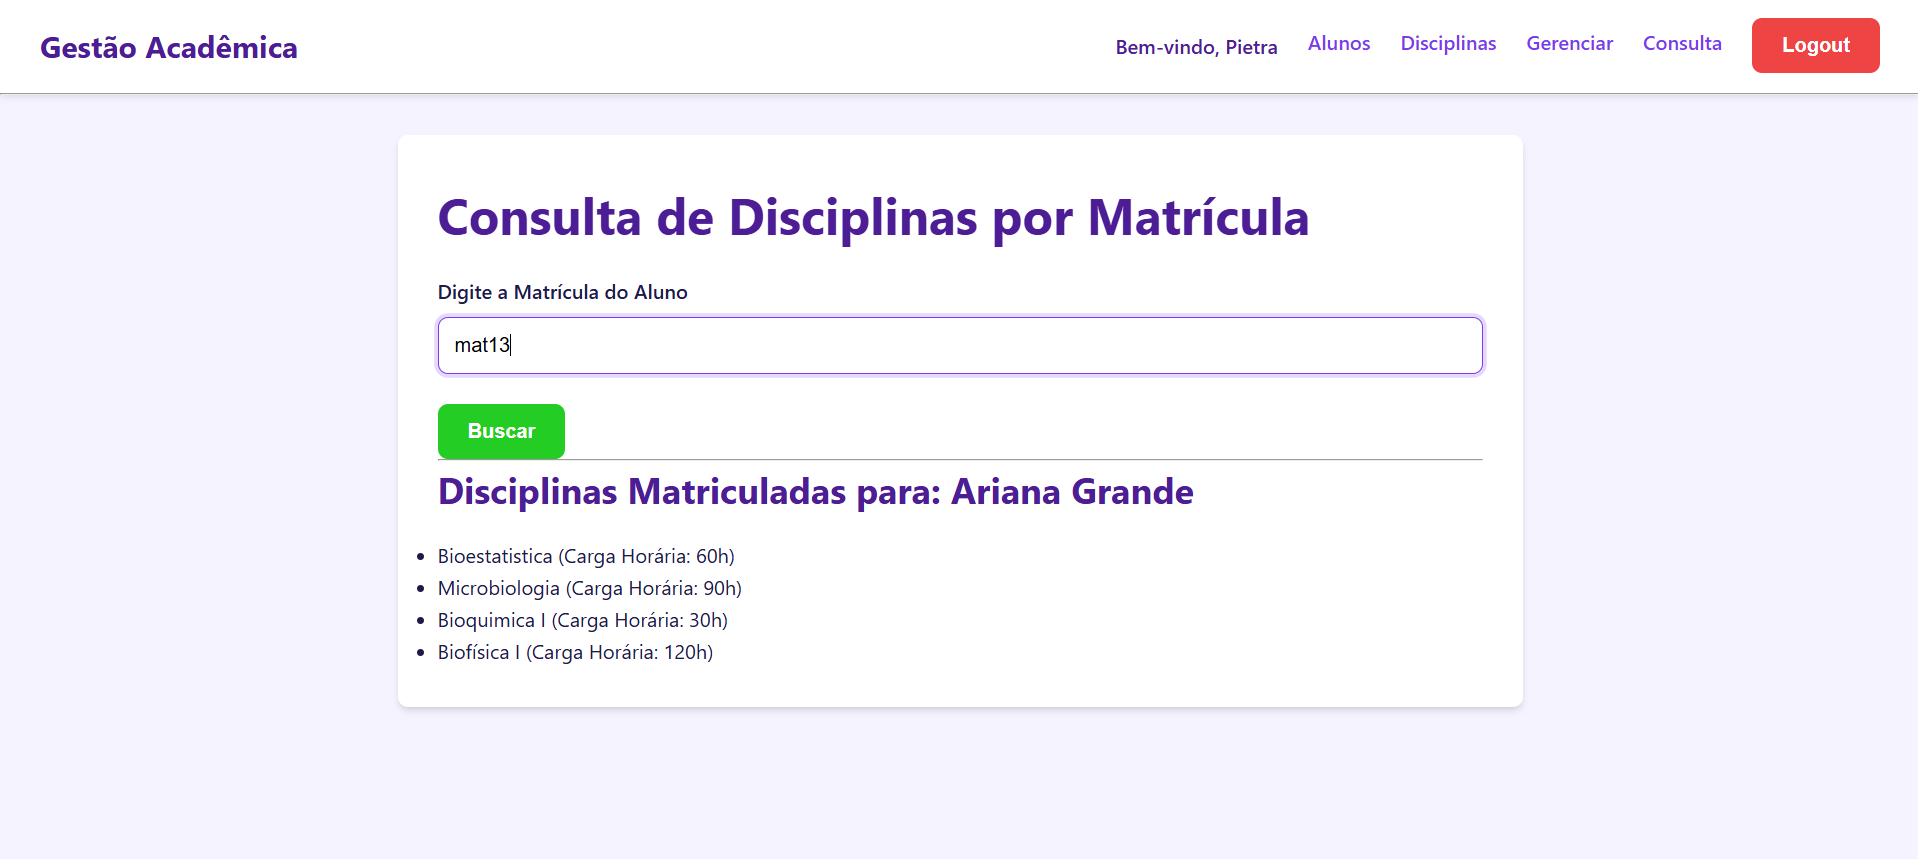 Gestão Acadêmica
Bem-vindo, Pietra Alunos Disciplinas Gerenciar Consulta Logout
Consulta de Disciplinas por Matrícula
Digite a Matrícula do Aluno
mat13
Buscar
Disciplinas Matriculadas para: Ariana Grande
Bioestatistica (Carga Horária: 60h)
Microbiologia (Carga Horária: 90h)
Bioquimica I (Carga Horária: 30h)
Biofísica I (Carga Horária: 120h)